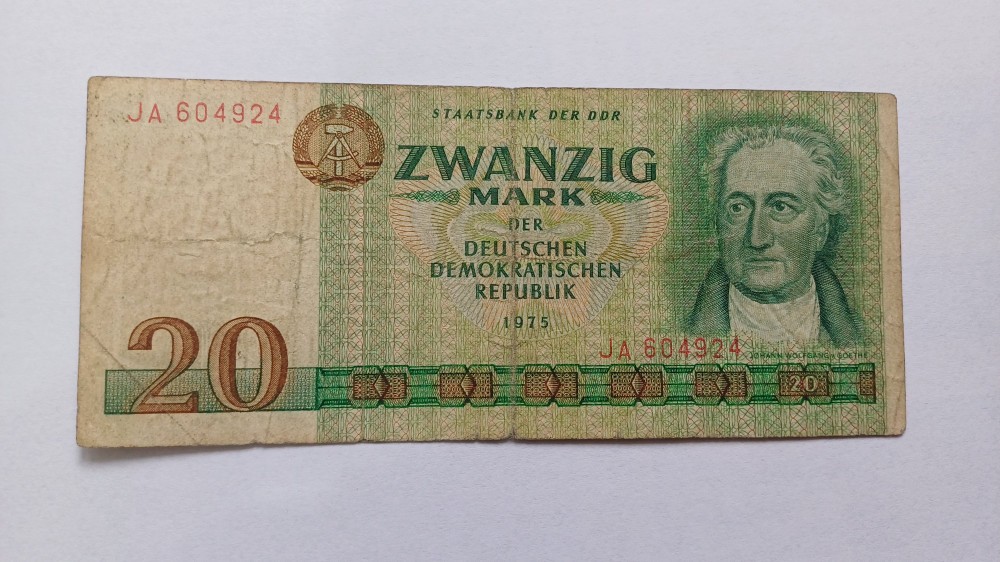 JA 604924
STAATSBANK DER DDR
ZWANZIG
MARK
DER
DEUTSCHEN
DEMOKRATISCHEN
REPUBLIK
1975
JA 604924
JOHANN WOLFGANG v. GOETHE
20
20